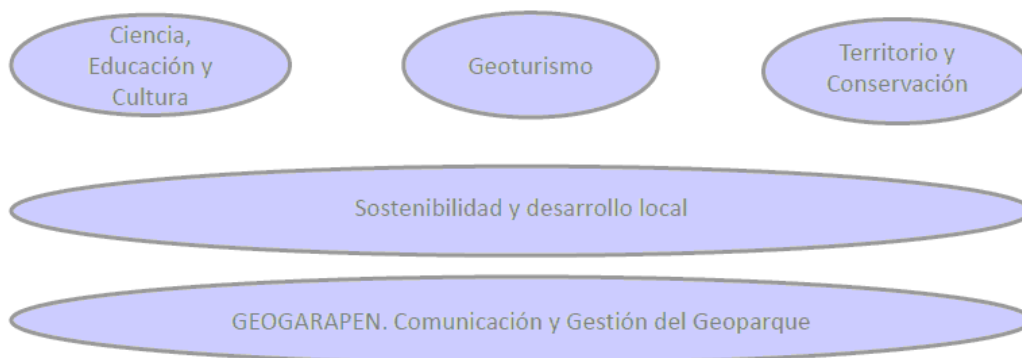 Ciencia,
Educación y
Cultura
Geoturismo
Territorio y
Conservación
Sostenibilidad y desarrollo local
GEOGARAPEN. Comunicación y Gestión del Geoparque